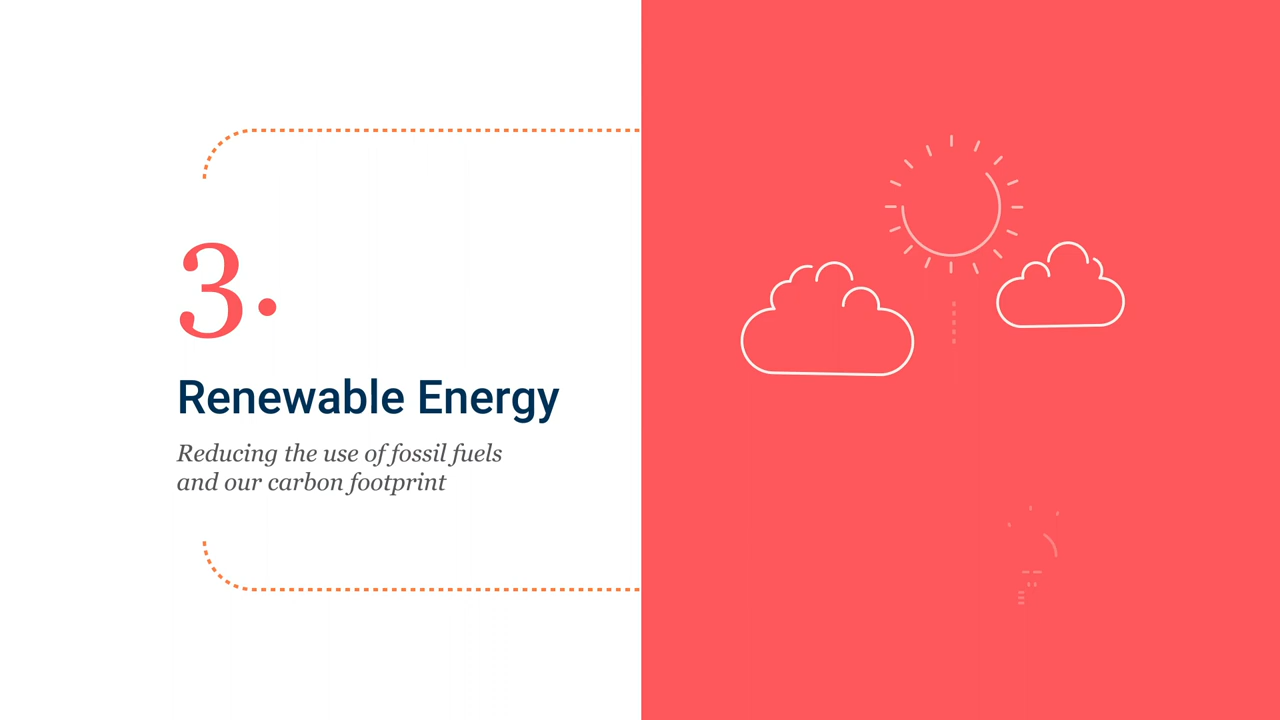 3.
Renewable Energy
Reducing the use of fossil fuels
and our carbon footprint